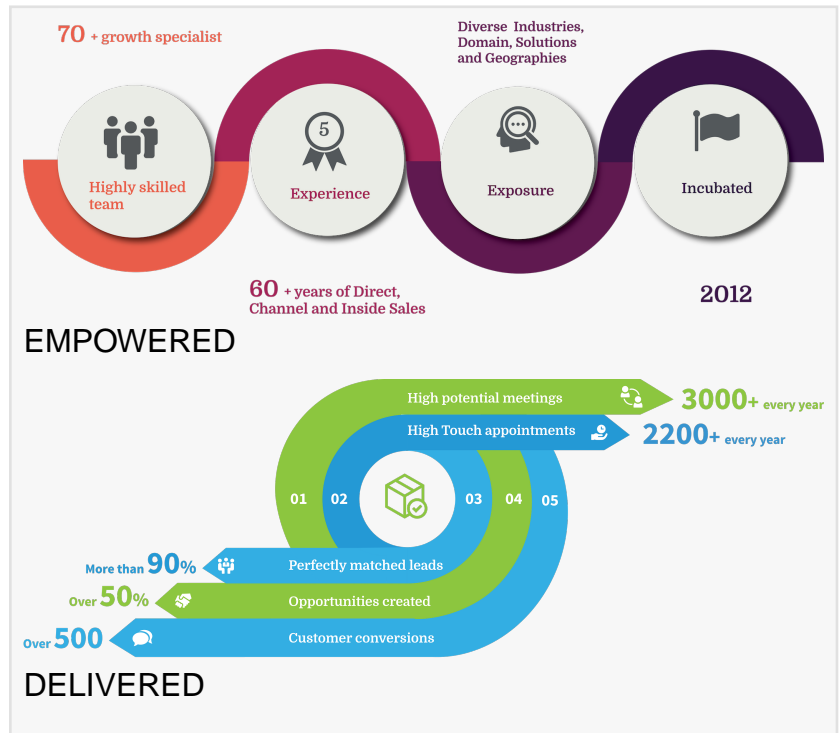 70 + growth specialist
Diverse Industries,
Domain, Solutions
and Geographies
5
Highly skilled
team
Experience
Exposure
Incubated
60 + years of Direct,
Channel and Inside Sales
2012
EMPOWERED
High potential meetings
3000+ every year
High Touch appointments
2200+ every year
01 02 03 04 05
More than 90%
Perfectly matched leads
Over 50%
Opportunities created
Over 500
Customer conversions
DELIVERED